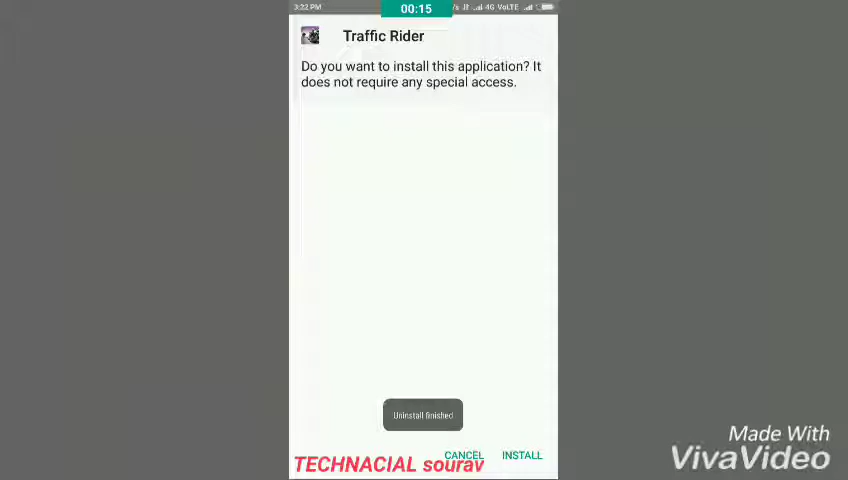 3:22 PM 00:15 /s 4G VoLTE
Traffic Rider
Do you want to install this application? It
does not require any special access.
Uninstall finished
CANCEL INSTALL
TECHNACIAL sourav
Made With
VivaVideo